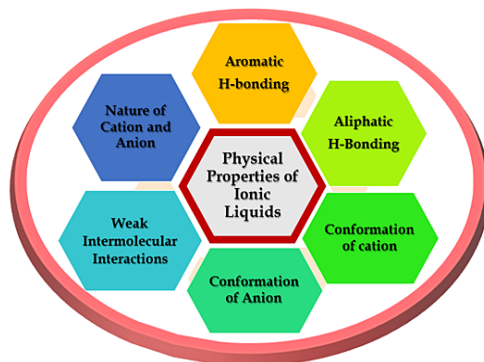 Aromatic
H-bonding
Nature of
Cation and
Anion
Aliphatic
H-Bonding
Physical
Properties of
Ionic
Liquids
Weak
Intermolecular
Interactions
Conformation
of cation
Conformation
of Anion